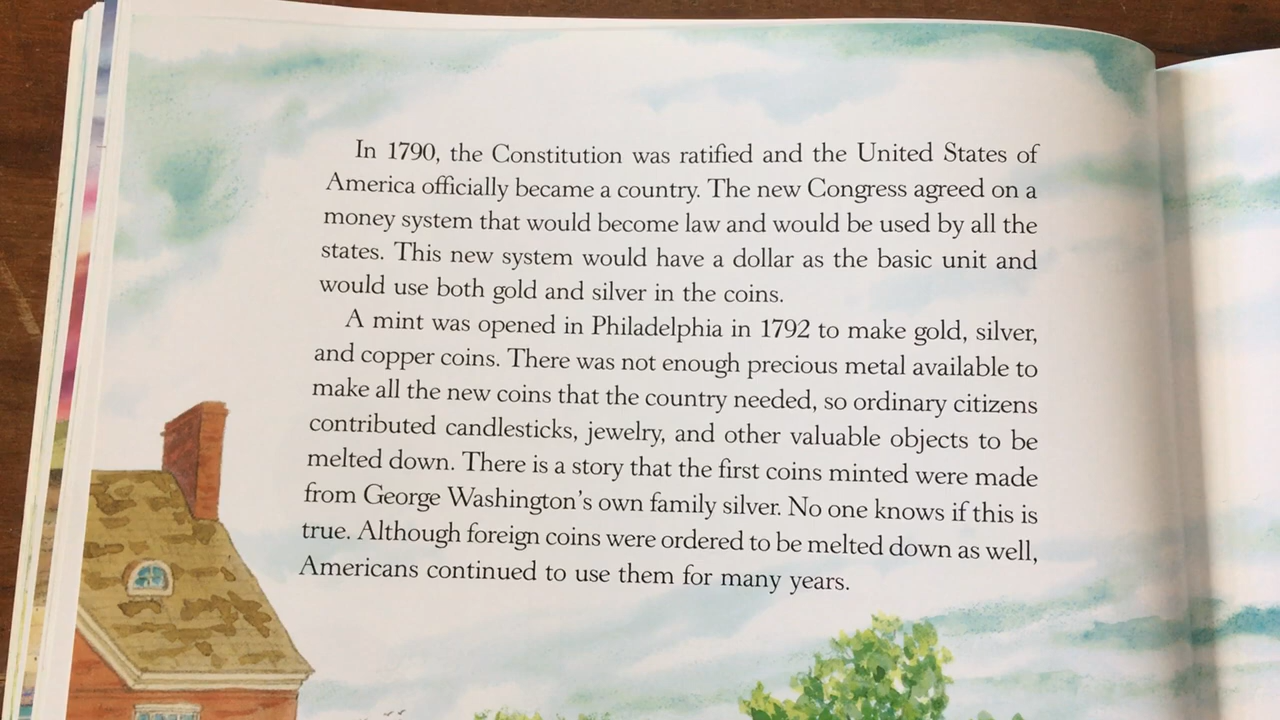 In 1790, the Constitution was ratified and the United States of
America officially became a country. The new Congress agreed on a
money system that would become law and would be used by all the
states. This new system would have a dollar as the basic unit and
would use both gold and silver in the coins.
A mint was opened in Philadelphia in 1792 to make gold, silver,
and copper coins. There was not enough precious metal available to
make all the new coins that the country needed, so ordinary citizens
contributed candlesticks, jewelry, and other valuable objects to be
melted down. There is a story that the first coins minted were made
from George Washington's own family silver. No one knows if this is
true. Although foreign coins were ordered to be melted down as well,
Americans continued to use them for many years.